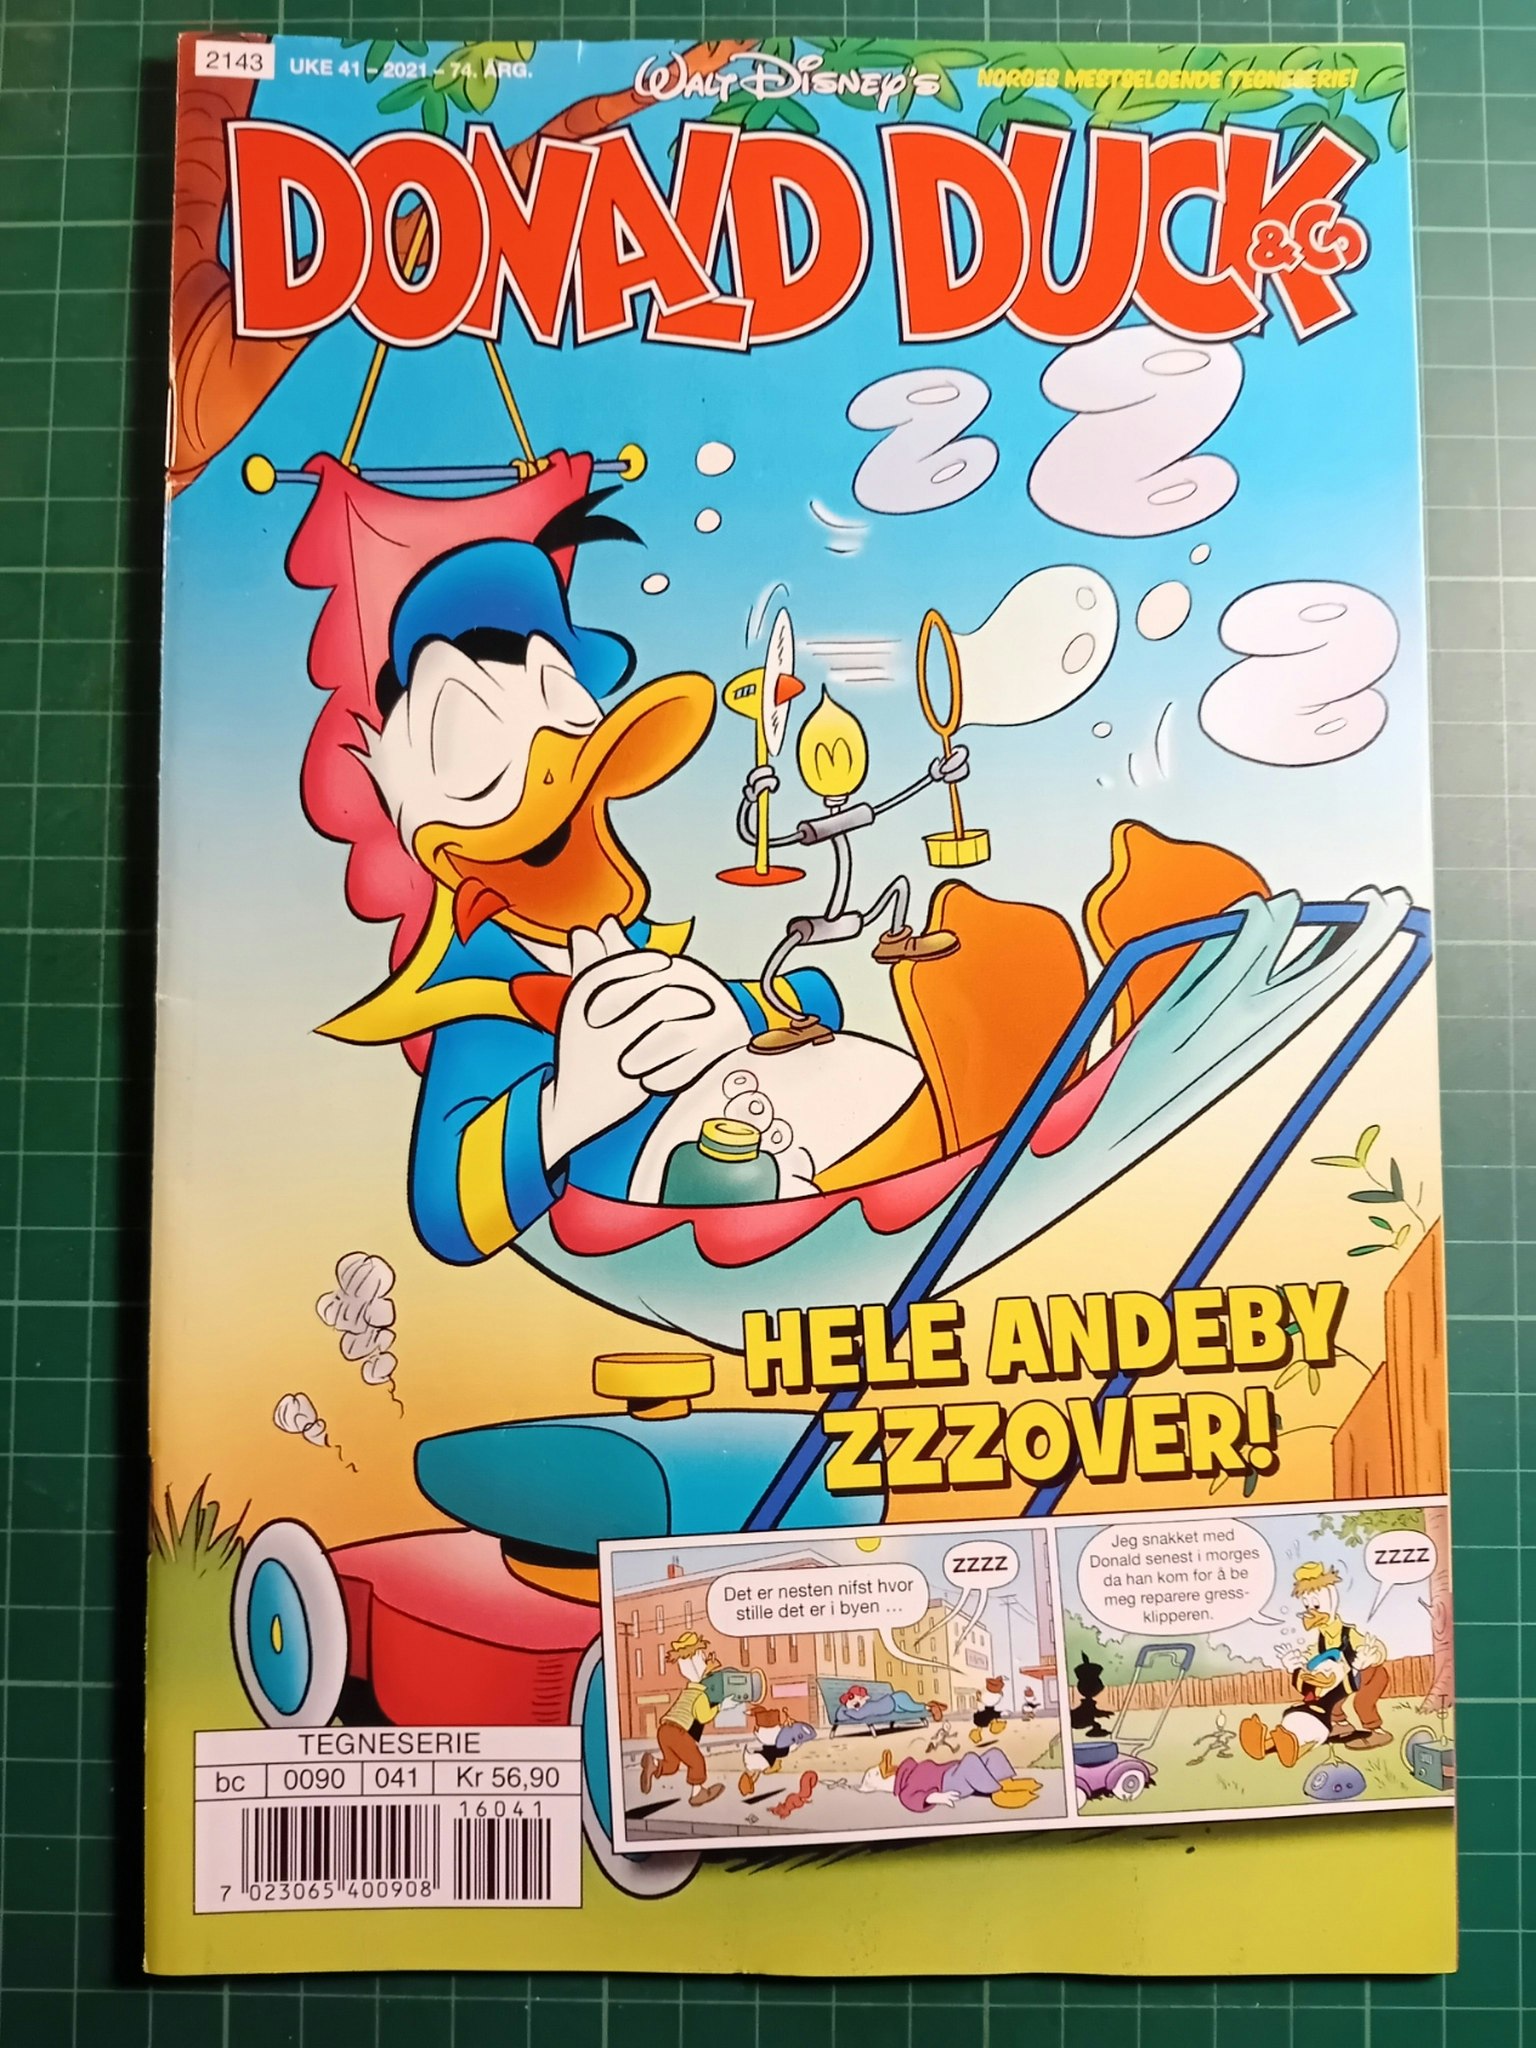 2143
UKE 41 – 2021 – 74. ÅRG.
WALT DISNEY'S
NORGES MESTSELGENDE TEGNESERIE!
DONALD DUCK
&CO
HELE ANDEBY
ZZZOVER!
Det er nesten nifst hvor
stille det er i byen ...
ZZZZ
Jeg snakket med
Donald senest i morges
da han kom for å be
meg reparere gress-
klipperen.
ZZZZ
TEGNESERIE
bc 0090 041 Kr 56,90
16041
7 023065 400908